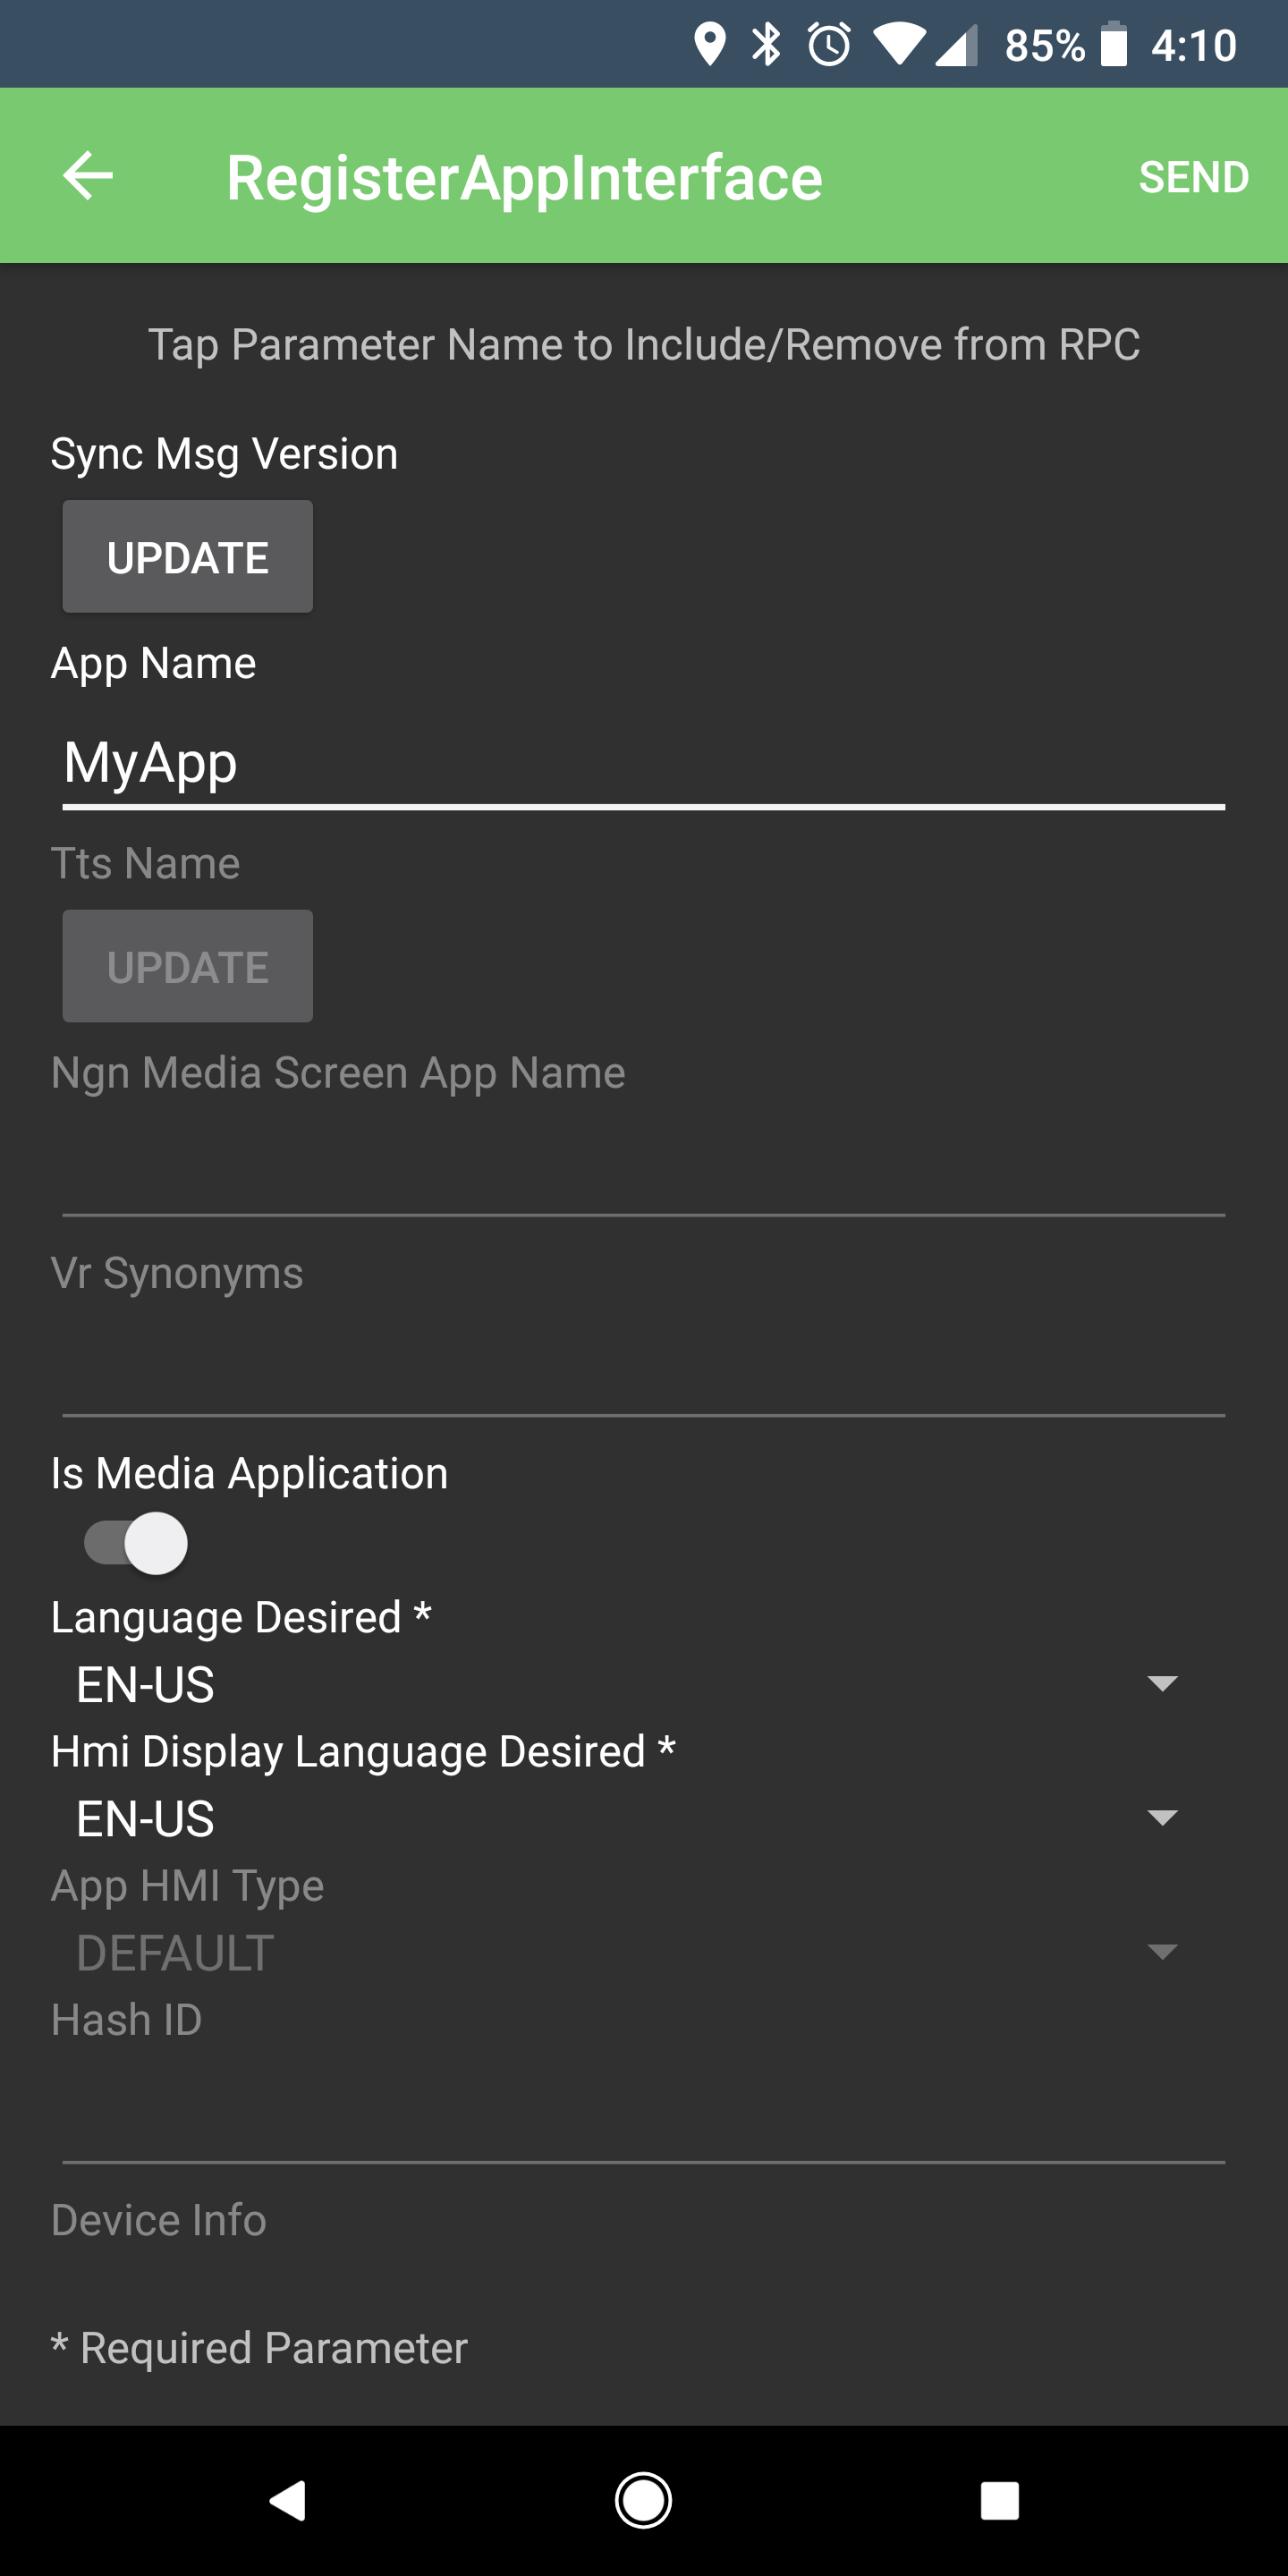 85% 4:10
RegisterAppInterface SEND
Tap Parameter Name to Include/Remove from RPC
Sync Msg Version
UPDATE
App Name
MyApp
Tts Name
UPDATE
Ngn Media Screen App Name
Vr Synonyms
Is Media Application
Language Desired *
EN-US
Hmi Display Language Desired *
EN-US
App HMI Type
DEFAULT
Hash ID
Device Info
* Required Parameter